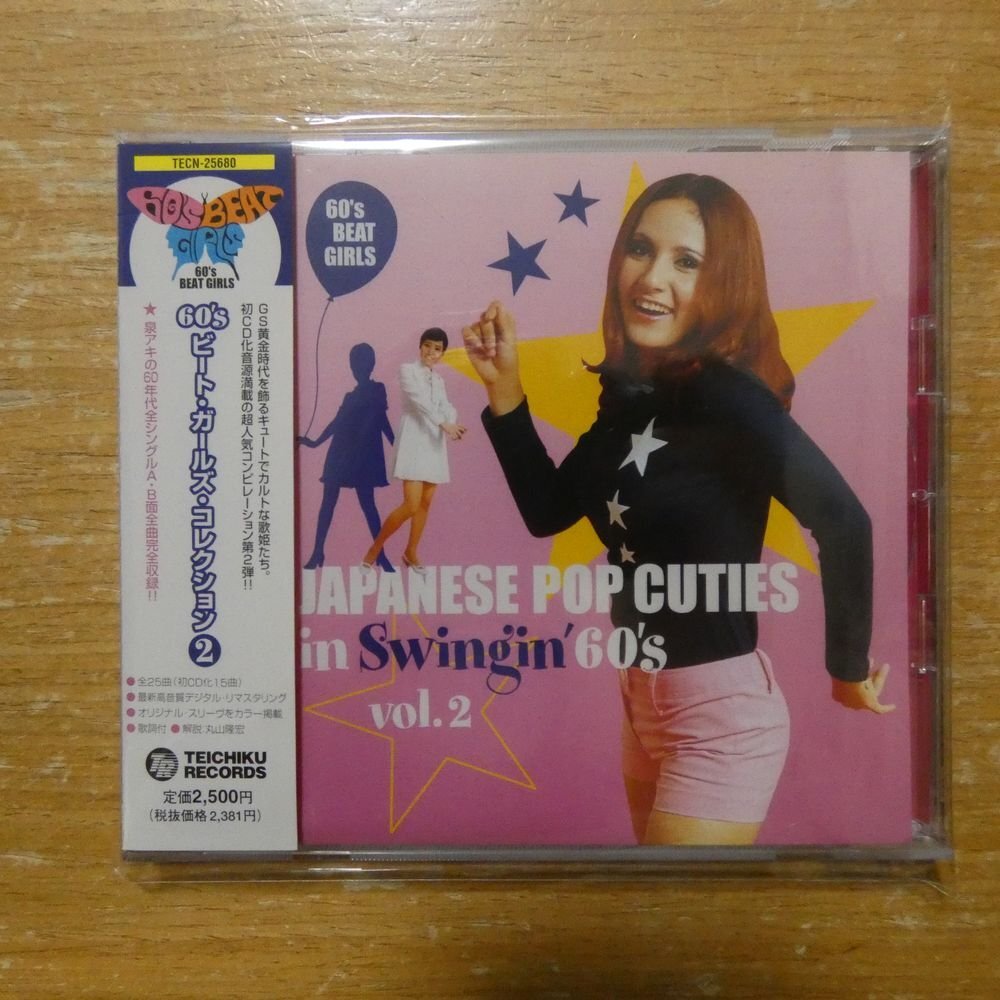 TECN-25680
60's BEAT
GIRLS
60's
BEAT GIRLS
GS黄金時代を飾るキュートでカルトな歌姫たち。
初CD化音源満載の超人気コンピレーション第2弾!!
60'sビート・ガールズ・コレクション2
★泉アキの60年代全シングルA・B面全曲完全収録!!
●全25曲(初CD化15曲)
●最新高音質デジタル・リマスタリング
●オリジナル・スリーヴをカラー掲載
●歌詞付 ●解説:丸山隆宏
TEICHIKU
RECORDS
定価2,500円
(税抜価格2,381円)
60's
BEAT
GIRLS
JAPANESE POP CUTIES
in Swingin' 60's
vol.2